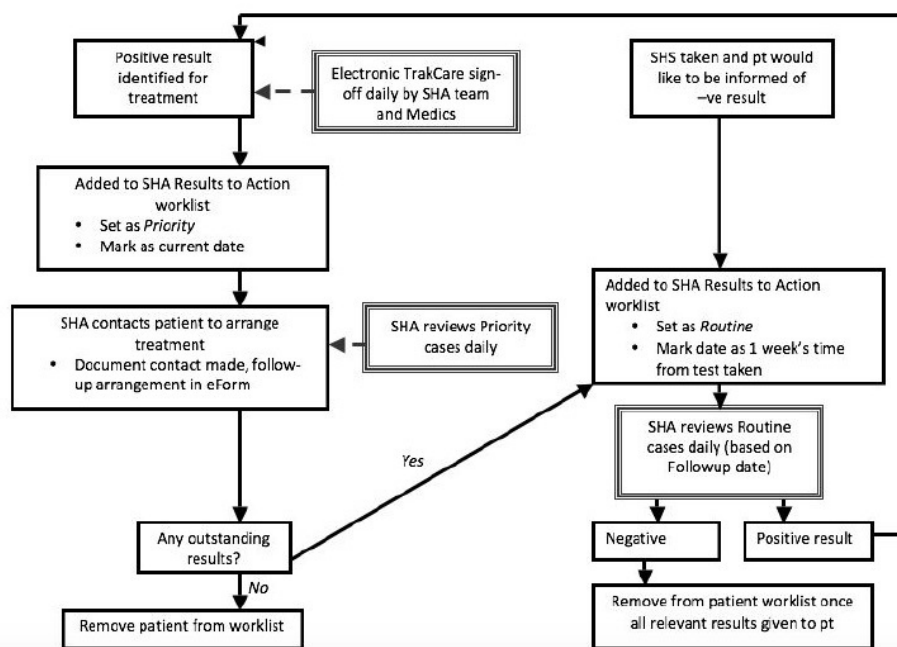 Positive result
identified for
treatment
Electronic TrakCare sign-
off daily by SHA team
and Medics
SHS taken and pt would
like to be informed of
–ve result
Added to SHA Results to Action
worklist
• Set as Priority
• Mark as current date
SHA contacts patient to arrange
treatment
• Document contact made, follow-
up arrangement in eForm
SHA reviews Priority
cases daily
Added to SHA Results to Action
worklist
• Set as Routine
• Mark date as 1 week's time
from test taken
SHA reviews Routine
cases daily (based on
Followup date)
Yes
Any outstanding
results?
No
Remove patient from worklist
Negative
Positive result
Remove from patient worklist once
all relevant results given to pt